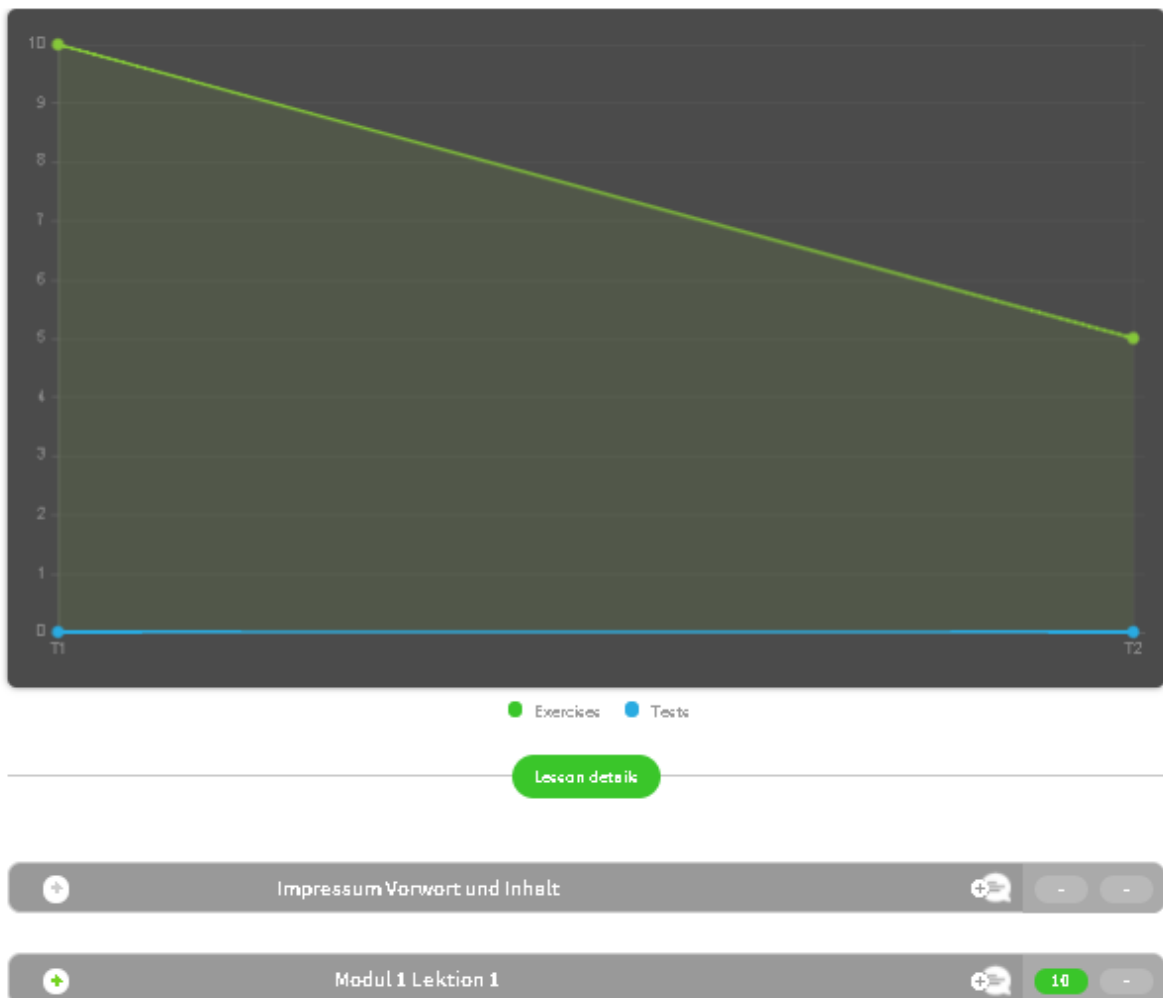 10
9
8
7
6
5
4
3
2
1
0
T1 T2
Exercises Tests
Lesson details
Impressum Vorwort und Inhalt - -
Modul 1 Lektion 1 10 -